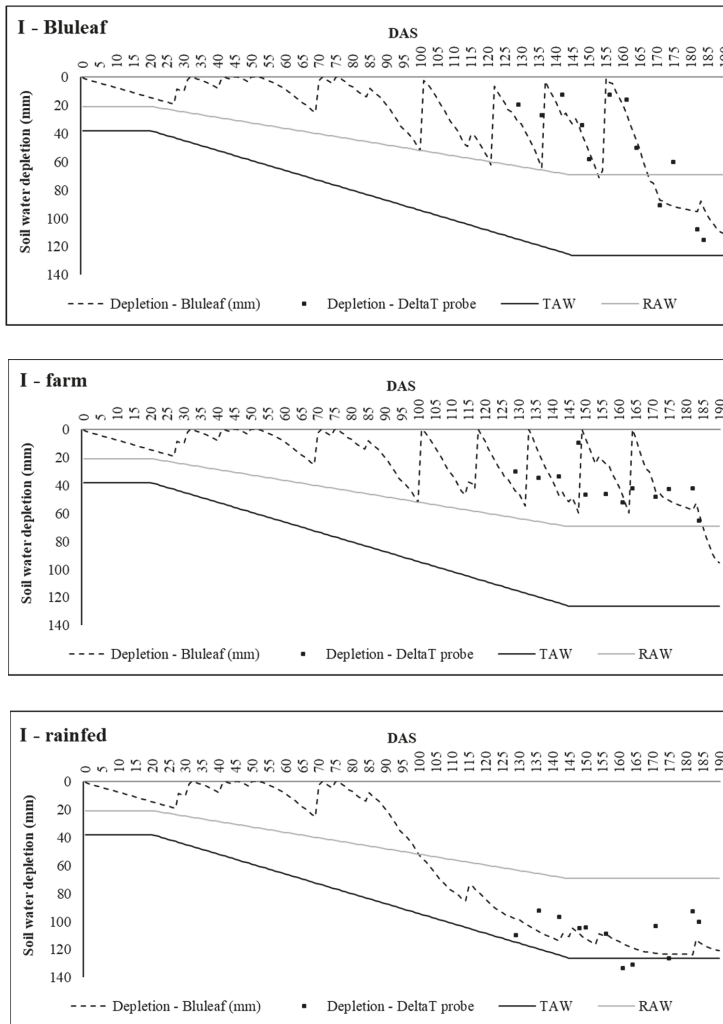 I - Bluleaf
DAS
0 5 10 15 20 25 30 35 40 45 50 55 60 65 70 75 80 85 90 95 100 105 110 115 120 125 130 135 140 145 150 155 160 165 170 175 180 185 190
Soil water depletion (mm)
0
20
40
60
80
100
120
140
Depletion - Bluleaf (mm) Depletion - DeltaT probe TAW RAW
I - farm
DAS
0 5 10 15 20 25 30 35 40 45 50 55 60 65 70 75 80 85 90 95 100 105 110 115 120 125 130 135 140 145 150 155 160 165 170 175 180 185 190
Soil water depletion (mm)
0
20
40
60
80
100
120
140
Depletion - Bluleaf (mm) Depletion - DeltaT probe TAW RAW
I - rainfed
DAS
0 5 10 15 20 25 30 35 40 45 50 55 60 65 70 75 80 85 90 95 100 105 110 115 120 125 130 135 140 145 150 155 160 165 170 175 180 185 190
Soil water depletion (mm)
0
20
40
60
80
100
120
140
Depletion - Bluleaf (mm) Depletion - DeltaT probe TAW RAW